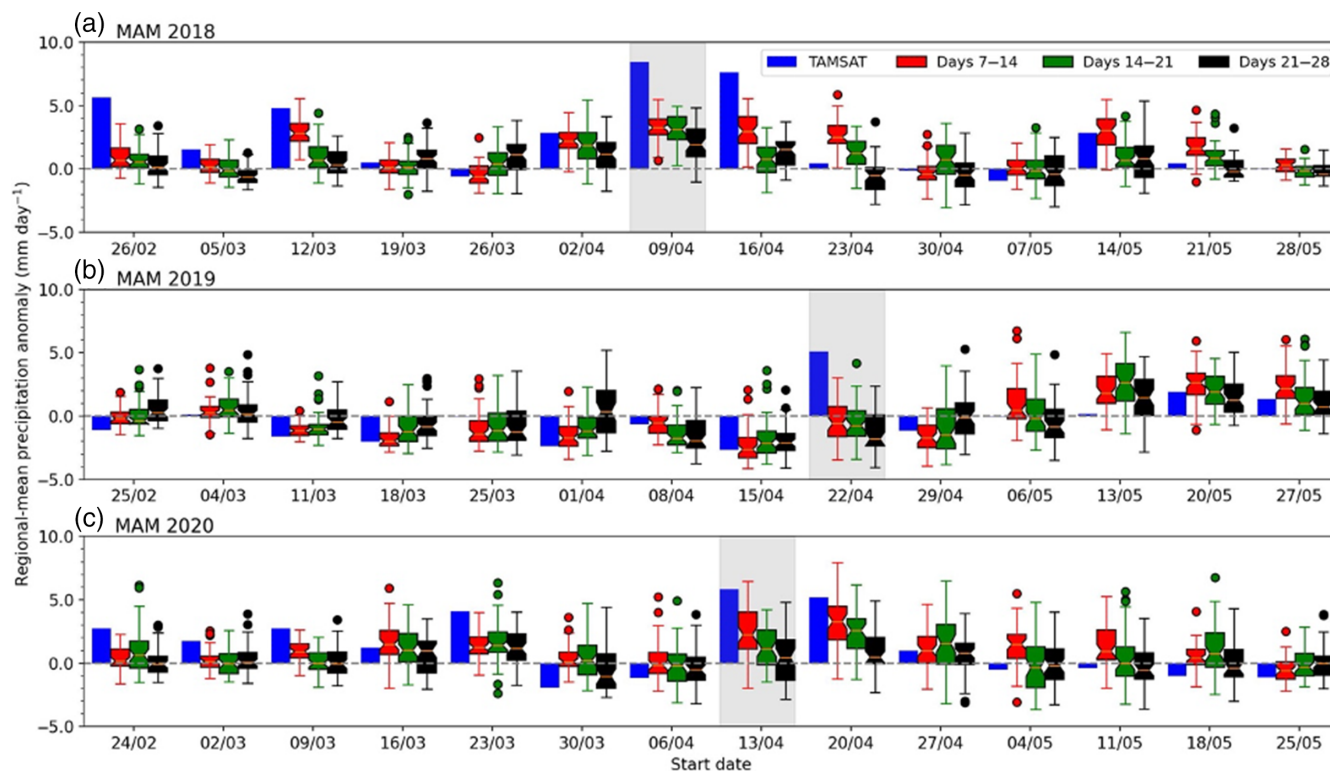 (a) MAM 2018
TAMSAT Days 7−14 Days 14−21 Days 21−28
10.0
5.0
0.0
−5.0
26/02 05/03 12/03 19/03 26/03 02/04 09/04 16/04 23/04 30/04 07/05 14/05 21/05 28/05
(b) MAM 2019
10.0
5.0
0.0
−5.0
25/02 04/03 11/03 18/03 25/03 01/04 08/04 15/04 22/04 29/04 06/05 13/05 20/05 27/05
(c) MAM 2020
10.0
5.0
0.0
−5.0
24/02 02/03 09/03 16/03 23/03 30/03 06/04 13/04 20/04 27/04 04/05 11/05 18/05 25/05
Regional-mean precipitation anomaly (mm day⁻¹)
Start date